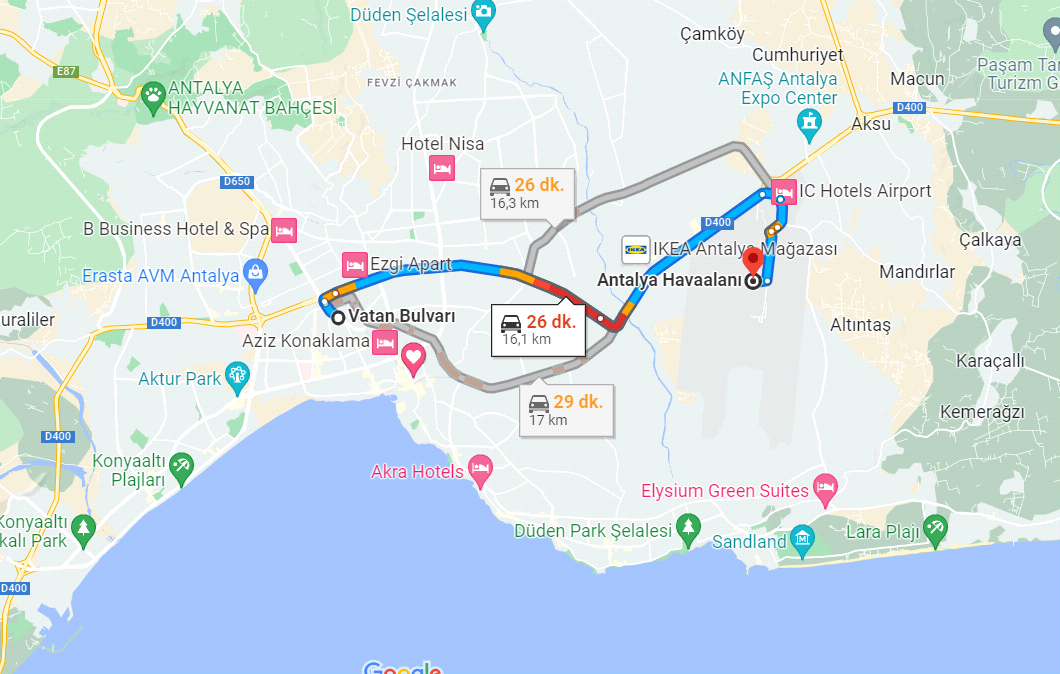 Düden Şelalesi
Çamköy
Cumhuriyet
E87
ANTALYA
HAYVANAT BAHÇESİ
FEVZİ ÇAKMAK
ANFAŞ Antalya
Expo Center
Macun
D400
Aksu
Hotel Nisa
D650
26 dk.
16,3 km
IC Hotels Airport
B Business Hotel & Spa
D400
IKEA
IKEA Antalya Mağazası
Çalkaya
Erasta AVM Antalya
Ezgi Apart
Antalya Havaalanı
Mandırlar
uraliler
D400
Vatan Bulvarı
26 dk.
16,1 km
Altıntaş
Aziz Konaklama
Karaçallı
Aktur Park
29 dk.
17 km
Kemerağzı
D400
Konyaaltı
Plajları
Akra Hotels
Elysium Green Suites
Konyaaltı
kalı Park
Düden Park Şelalesi
Sandland
Lara Plajı
D400
Google